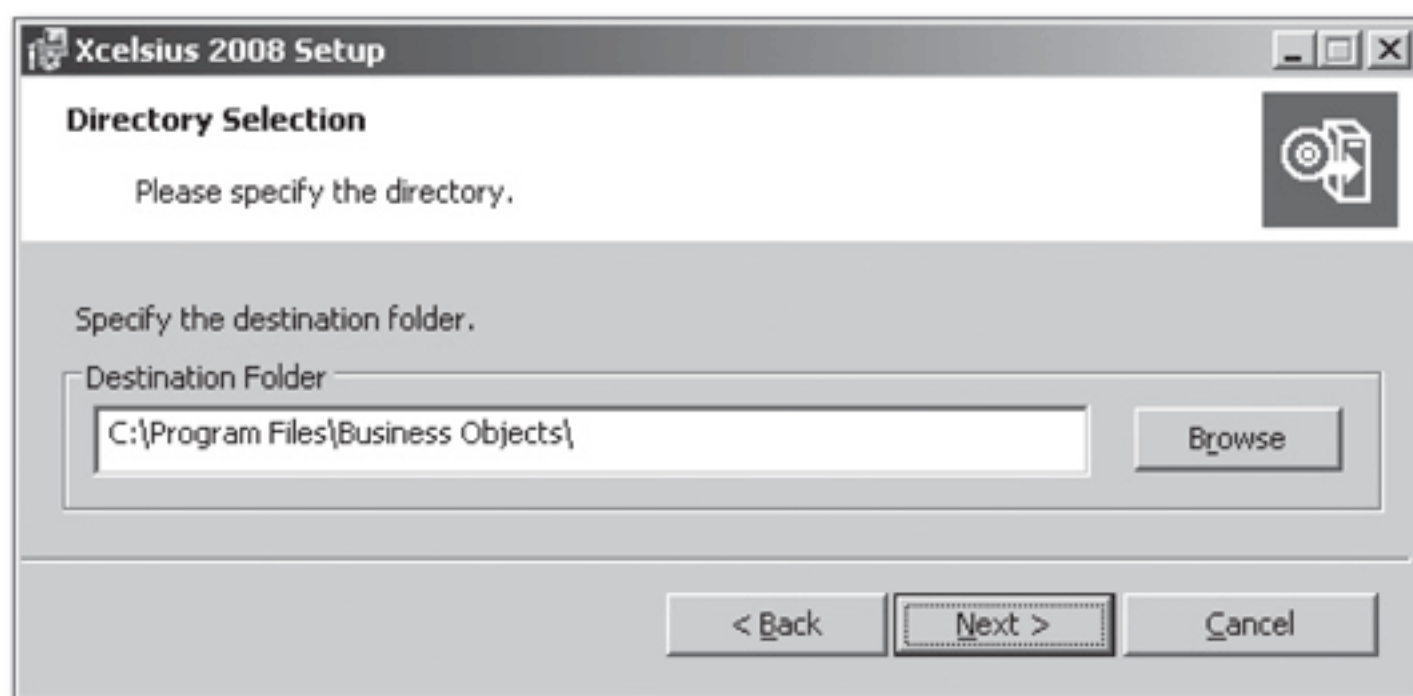 Xcelsius 2008 Setup
Directory Selection
Please specify the directory.
Specify the destination folder.
Destination Folder
C:\Program Files\Business Objects\
Browse
< Back
Next >
Cancel